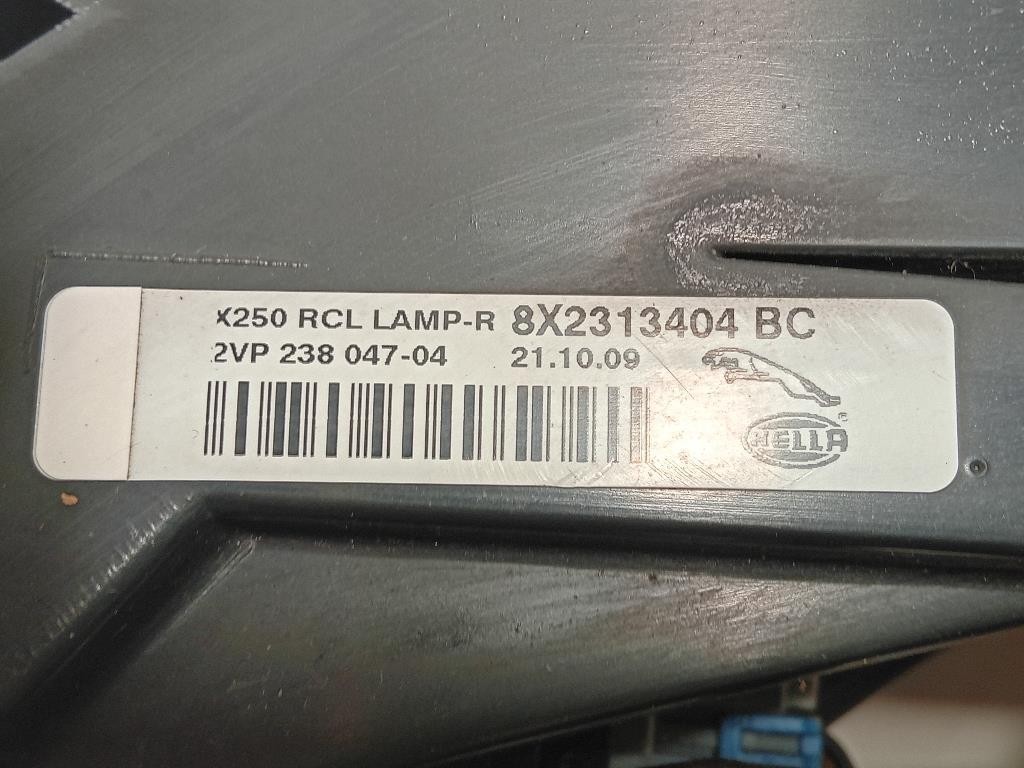 X250 RCL LAMP-R 8X2313404 BC
2VP 238 047-04 21.10.09
HELLA ®